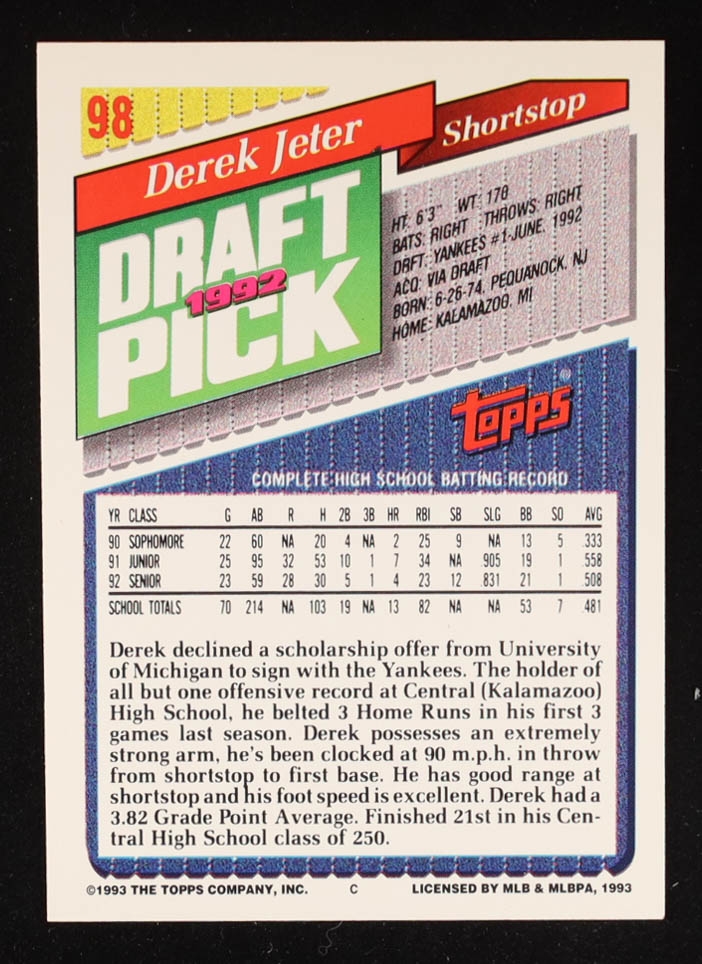 98
Derek Jeter
Shortstop
DRAFT
1992
PICK
HT: 6'3" WT: 170
BATS: RIGHT THROWS: RIGHT
DRFT: YANKEES #1-JUNE, 1992
ACQ: VIA DRAFT
BORN: 6-26-74, PEQUANOCK, NJ
HOME: KALAMAZOO, MI
topps®
COMPLETE HIGH SCHOOL BATTING RECORD
YR CLASS G AB R H 2B 3B HR RBI SB SLG BB SO AVG
90 SOPHOMORE 22 60 NA 20 4 NA 2 25 9 NA 13 5 .333
91 JUNIOR 25 95 32 53 10 1 7 34 NA .905 19 1 .558
92 SENIOR 23 59 28 30 5 1 4 23 12 .831 21 1 .508
SCHOOL TOTALS 70 214 NA 103 19 NA 13 82 NA NA 53 7 .481
Derek declined a scholarship offer from University
of Michigan to sign with the Yankees. The holder of
all but one offensive record at Central (Kalamazoo)
High School, he belted 3 Home Runs in his first 3
games last season. Derek possesses an extremely
strong arm, he's been clocked at 90 m.p.h. in throw
from shortstop to first base. He has good range at
shortstop and his foot speed is excellent. Derek had a
3.82 Grade Point Average. Finished 21st in his Cen-
tral High School class of 250.
©1993 THE TOPPS COMPANY, INC. C LICENSED BY MLB & MLBPA, 1993